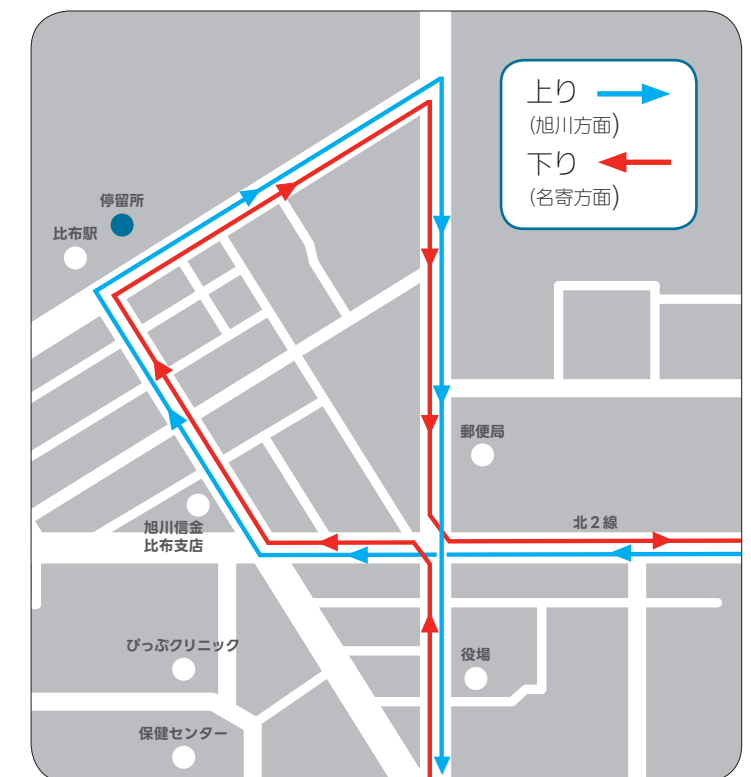 上り
(旭川方面)
下り
(名寄方面)
停留所
比布駅
郵便局
北2線
旭川信金
比布支店
ぴっぷクリニック
役場
保健センター